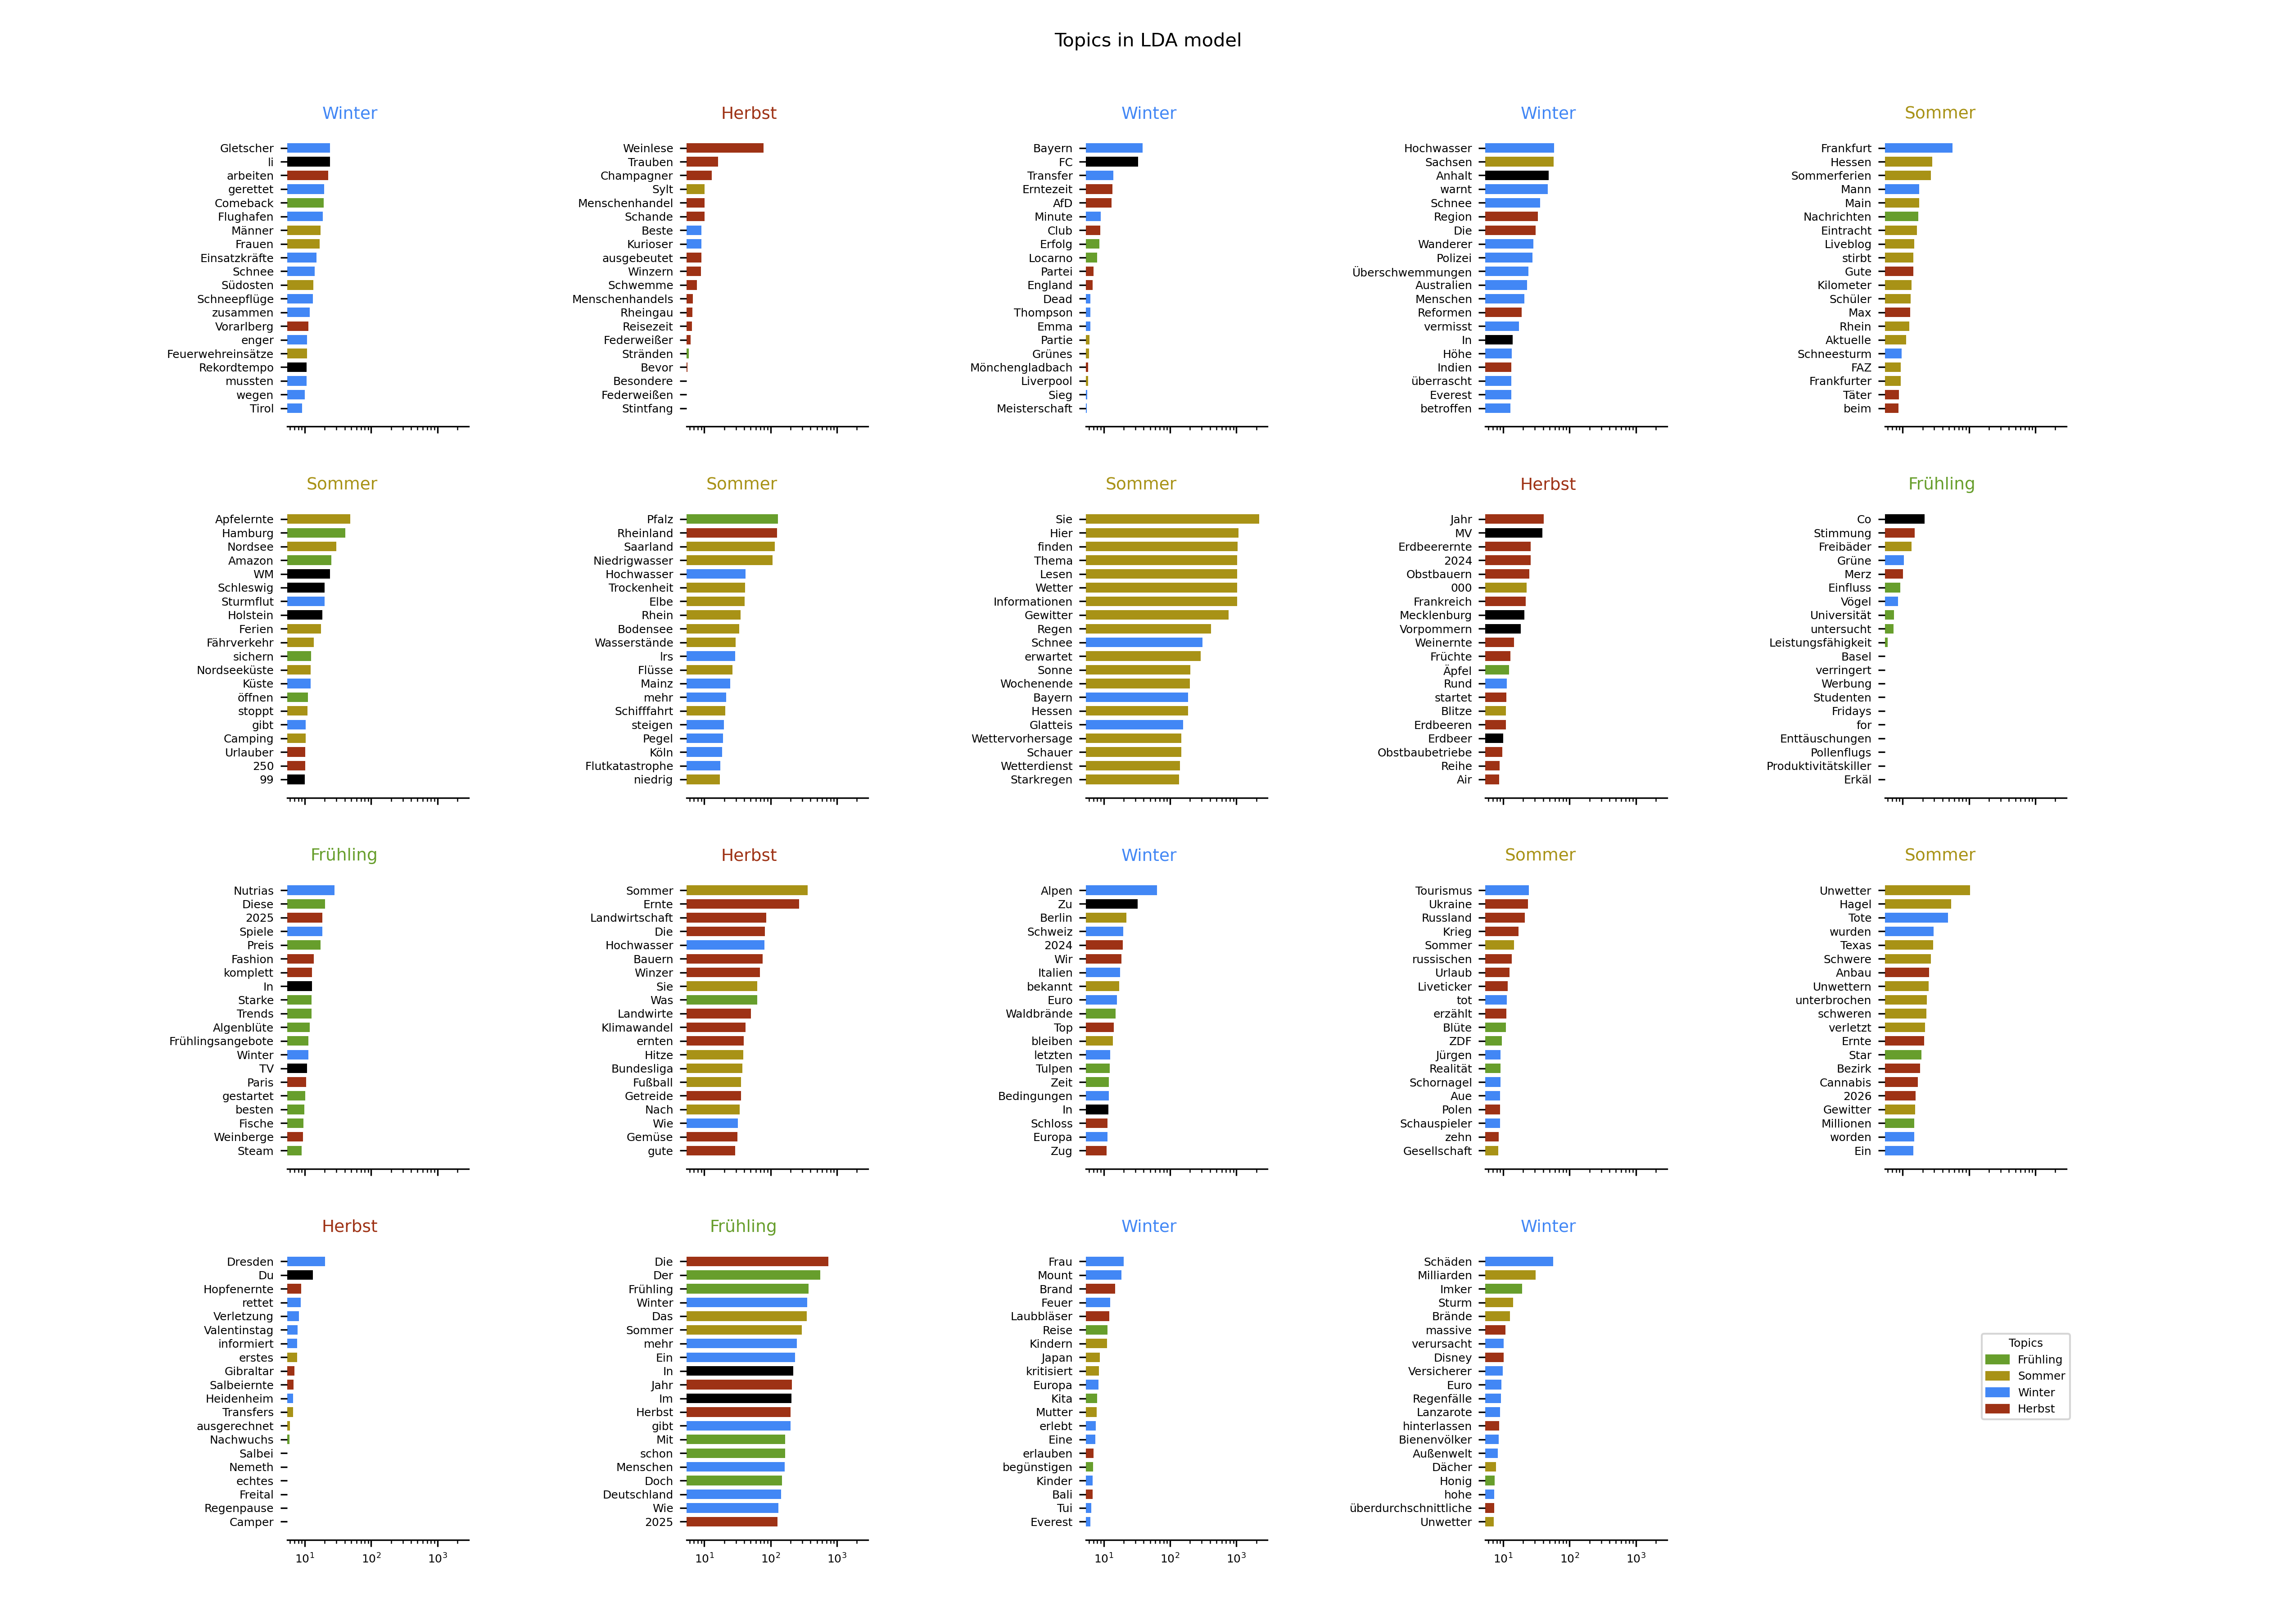 Topics in LDA model
Winter
Gletscher
li
arbeiten
gerettet
Comeback
Flughafen
Männer
Frauen
Einsatzkräfte
Schnee
Südosten
Schneepflüge
zusammen
Vorarlberg
enger
Feuerwehreinsätze
Rekordtempo
mussten
wegen
Tirol
Herbst
Weinlese
Trauben
Champagner
Sylt
Menschenhandel
Schande
Beste
Kurioser
ausgebeutet
Winzern
Schwemme
Menschenhandels
Rheingau
Reisezeit
Federweißer
Stränden
Bevor
Besondere
Federweißen
Stintfang
Winter
Bayern
FC
Transfer
Erntezeit
AfD
Minute
Club
Erfolg
Locarno
Partei
England
Dead
Thompson
Emma
Partie
Grünes
Mönchengladbach
Liverpool
Sieg
Meisterschaft
Winter
Hochwasser
Sachsen
Anhalt
warnt
Schnee
Region
Die
Wanderer
Polizei
Überschwemmungen
Australien
Menschen
Reformen
vermisst
In
Höhe
Indien
überrascht
Everest
betroffen
Sommer
Frankfurt
Hessen
Sommerferien
Mann
Main
Nachrichten
Eintracht
Liveblog
stirbt
Gute
Kilometer
Schüler
Max
Rhein
Aktuelle
Schneesturm
FAZ
Frankfurter
Täter
beim
Sommer
Apfelernte
Hamburg
Nordsee
Amazon
WM
Schleswig
Sturmflut
Holstein
Ferien
Fährverkehr
sichern
Nordseeküste
Küste
öffnen
stoppt
gibt
Camping
Urlauber
250
99
Sommer
Pfalz
Rheinland
Saarland
Niedrigwasser
Hochwasser
Trockenheit
Elbe
Rhein
Bodensee
Wasserstände
Irs
Flüsse
Mainz
mehr
Schifffahrt
steigen
Pegel
Köln
Flutkatastrophe
niedrig
Sommer
Sie
Hier
finden
Thema
Lesen
Wetter
Informationen
Gewitter
Regen
Schnee
erwartet
Sonne
Wochenende
Bayern
Hessen
Glatteis
Wettervorhersage
Schauer
Wetterdienst
Starkregen
Herbst
Jahr
MV
Erdbeerernte
2024
Obstbauern
000
Frankreich
Mecklenburg
Vorpommern
Weinernte
Früchte
Äpfel
Rund
startet
Blitze
Erdbeeren
Erdbeer
Obstbaubetriebe
Reihe
Air
Frühling
Co
Stimmung
Freibäder
Grüne
Merz
Einfluss
Vögel
Universität
untersucht
Leistungsfähigkeit
Basel
verringert
Werbung
Studenten
Fridays
for
Enttäuschungen
Pollenflugs
Produktivitätskiller
Erkäl
Frühling
Nutrias
Diese
2025
Spiele
Preis
Fashion
komplett
In
Starke
Trends
Algenblüte
Frühlingsangebote
Winter
TV
Paris
gestartet
besten
Fische
Weinberge
Steam
Herbst
Sommer
Ernte
Landwirtschaft
Die
Hochwasser
Bauern
Winzer
Sie
Was
Landwirte
Klimawandel
ernten
Hitze
Bundesliga
Fußball
Getreide
Nach
Wie
Gemüse
gute
Winter
Alpen
Zu
Berlin
Schweiz
2024
Wir
Italien
bekannt
Euro
Waldbrände
Top
bleiben
letzten
Tulpen
Zeit
Bedingungen
In
Schloss
Europa
Zug
Sommer
Tourismus
Ukraine
Russland
Krieg
Sommer
russischen
Urlaub
Liveticker
tot
erzählt
Blüte
ZDF
Jürgen
Realität
Schornagel
Aue
Polen
Schauspieler
zehn
Gesellschaft
Sommer
Unwetter
Hagel
Tote
wurden
Texas
Schwere
Anbau
Unwettern
unterbrochen
schweren
verletzt
Ernte
Star
Bezirk
Cannabis
2026
Gewitter
Millionen
worden
Ein
Herbst
Dresden
Du
Hopfenernte
rettet
Verletzung
Valentinstag
informiert
erstes
Gibraltar
Salbeiernte
Heidenheim
Transfers
ausgerechnet
Nachwuchs
Salbei
Nemeth
echtes
Freital
Regenpause
Camper
10¹ 10² 10³
Frühling
Die
Der
Frühling
Winter
Das
Sommer
mehr
Ein
In
Jahr
Im
Herbst
gibt
Mit
schon
Menschen
Doch
Deutschland
Wie
2025
10¹ 10² 10³
Winter
Frau
Mount
Brand
Feuer
Laubbläser
Reise
Kindern
Japan
kritisiert
Europa
Kita
Mutter
erlebt
Eine
erlauben
begünstigen
Kinder
Bali
Tui
Everest
10¹ 10² 10³
Winter
Schäden
Milliarden
Imker
Sturm
Brände
massive
verursacht
Disney
Versicherer
Euro
Regenfälle
Lanzarote
hinterlassen
Bienenvölker
Außenwelt
Dächer
Honig
hohe
überdurchschnittliche
Unwetter
10¹ 10² 10³
Topics
Frühling
Sommer
Winter
Herbst